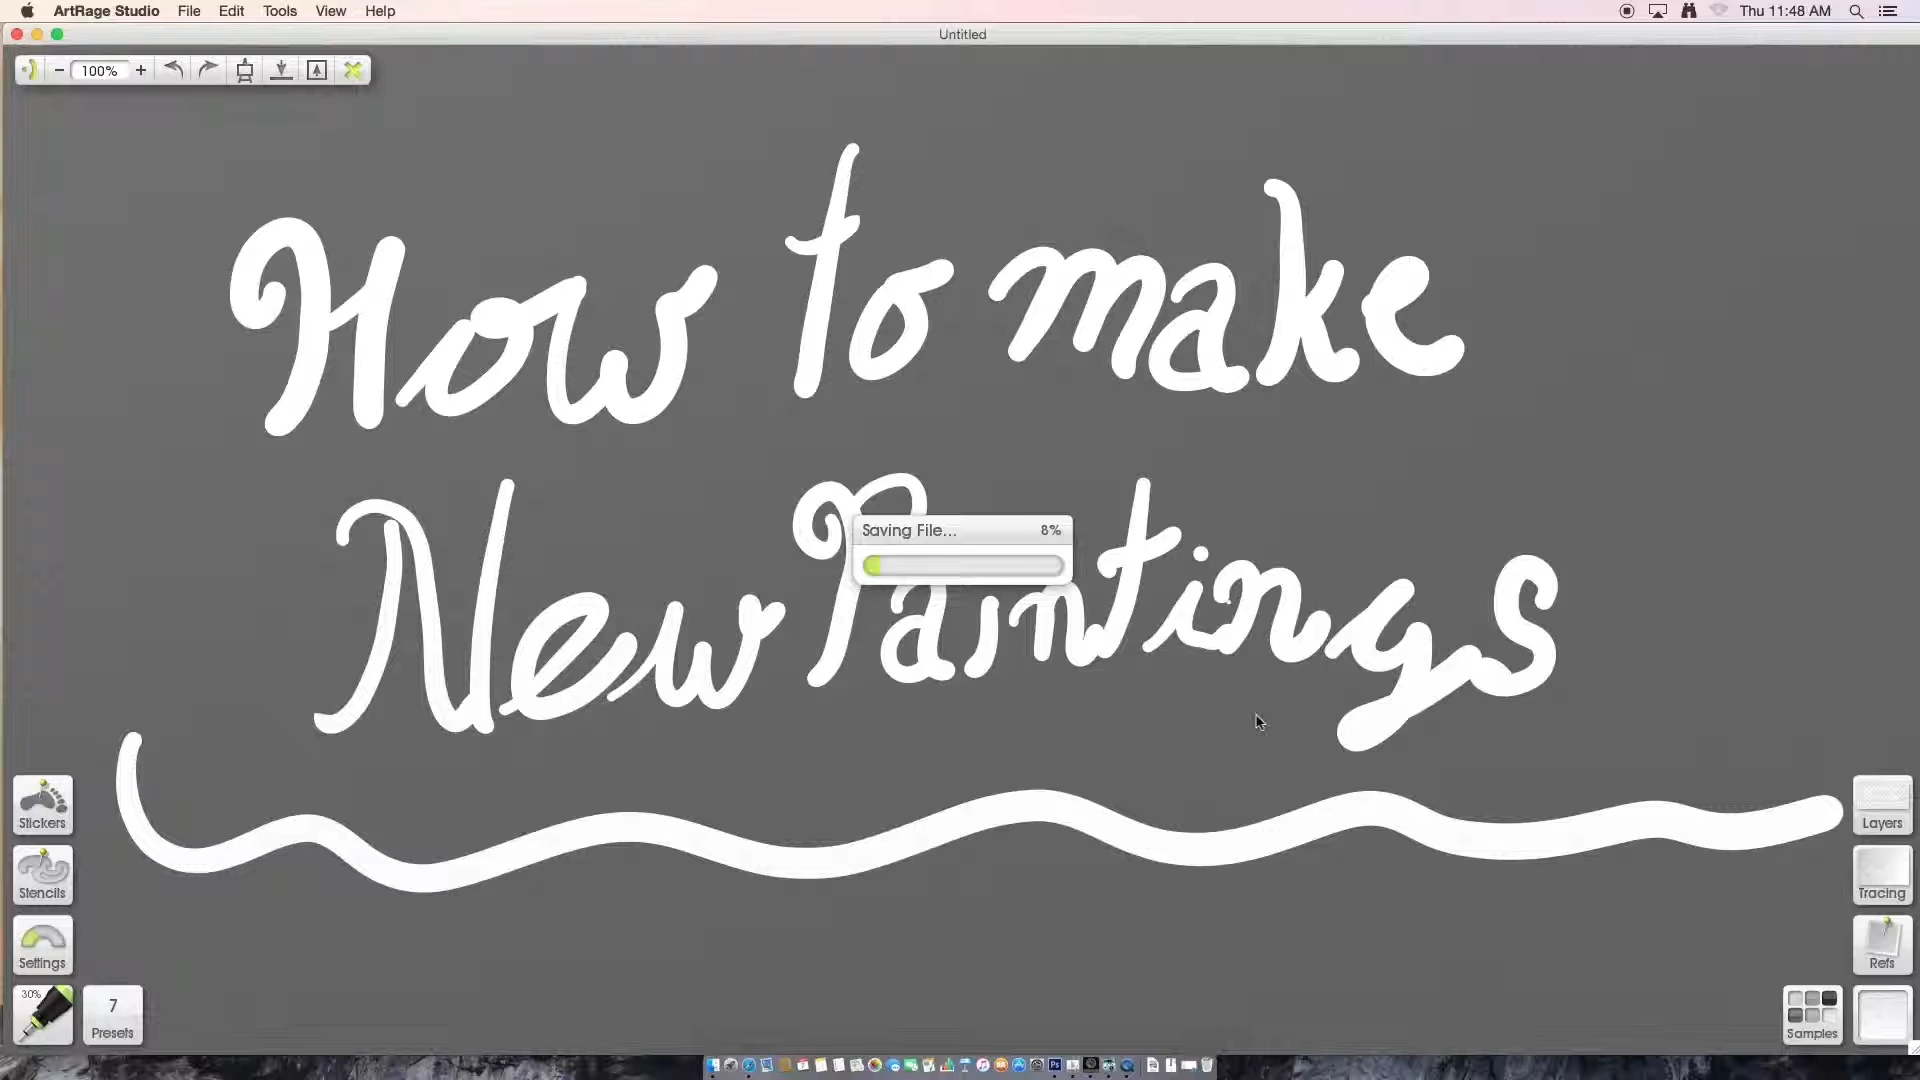 ArtRage Studio File Edit Tools View Help Thu 11:48 AM
Untitled
100%
How to make
New Paintings
Saving File... 8%
Stickers
Layers
Stencils
Tracing
Settings
Refs
30%
7
Presets
Samples